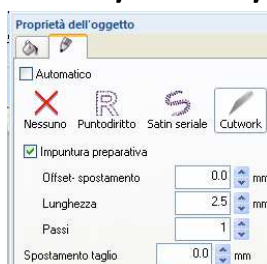 Proprietà dell'oggetto
Automatico
Nessuno Puntodiritto Satin seriale Cutwork
Impuntura preparativa
Offset- spostamento 0.0 mm
Lunghezza 2.5 mm
Passi 1
Spostamento taglio 0.0 mm